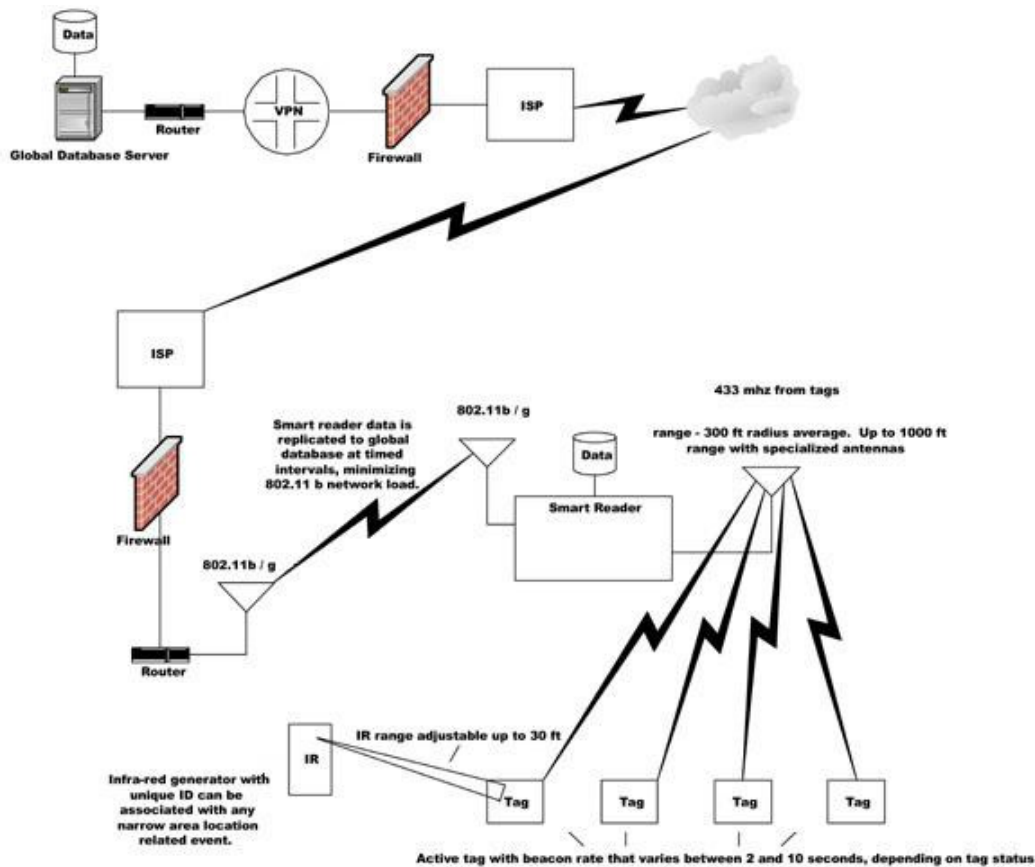 Data
Router
VPN
ISP
Global Database Server
Firewall
ISP
433 mhz from tags
802.11b / g
Smart reader data is
replicated to global
database at timed
intervals, minimizing
802.11 b network load.
range - 300 ft radius average.  Up to 1000 ft
range with specialized antennas
Data
Smart Reader
Firewall
802.11b / g
Router
IR range adjustable up to 30 ft
IR
Infra-red generator with
unique ID can be
associated with any
narrow area location
related event.
Tag
Tag
Tag
Tag
Active tag with beacon rate that varies between 2 and 10 seconds, depending on tag status.